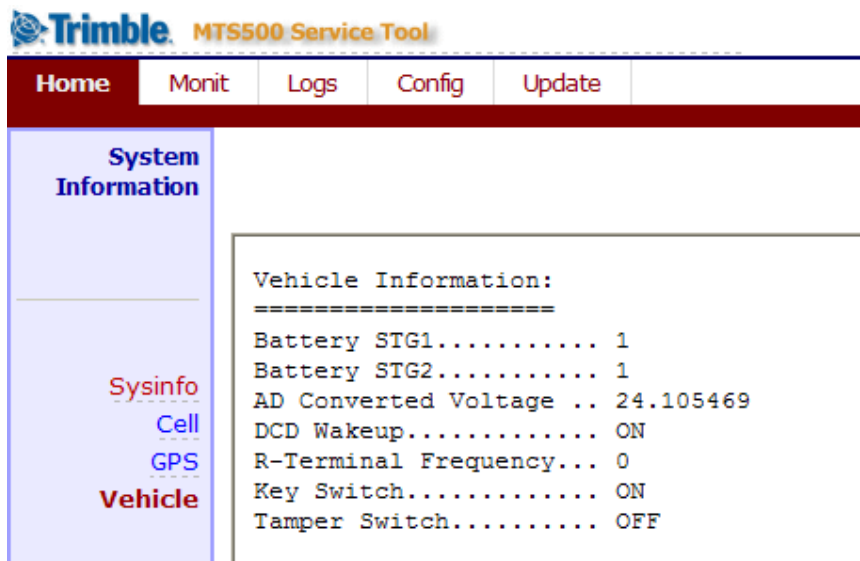 Trimble. MTS500 Service Tool
Home Monit Logs Config Update
System
Information
Vehicle Information:
====================
Battery STG1........... 1
Battery STG2........... 1
AD Converted Voltage .. 24.105469
DCD Wakeup............. ON
R-Terminal Frequency... 0
Key Switch............. ON
Tamper Switch.......... OFF
Sysinfo
Cell
GPS
Vehicle